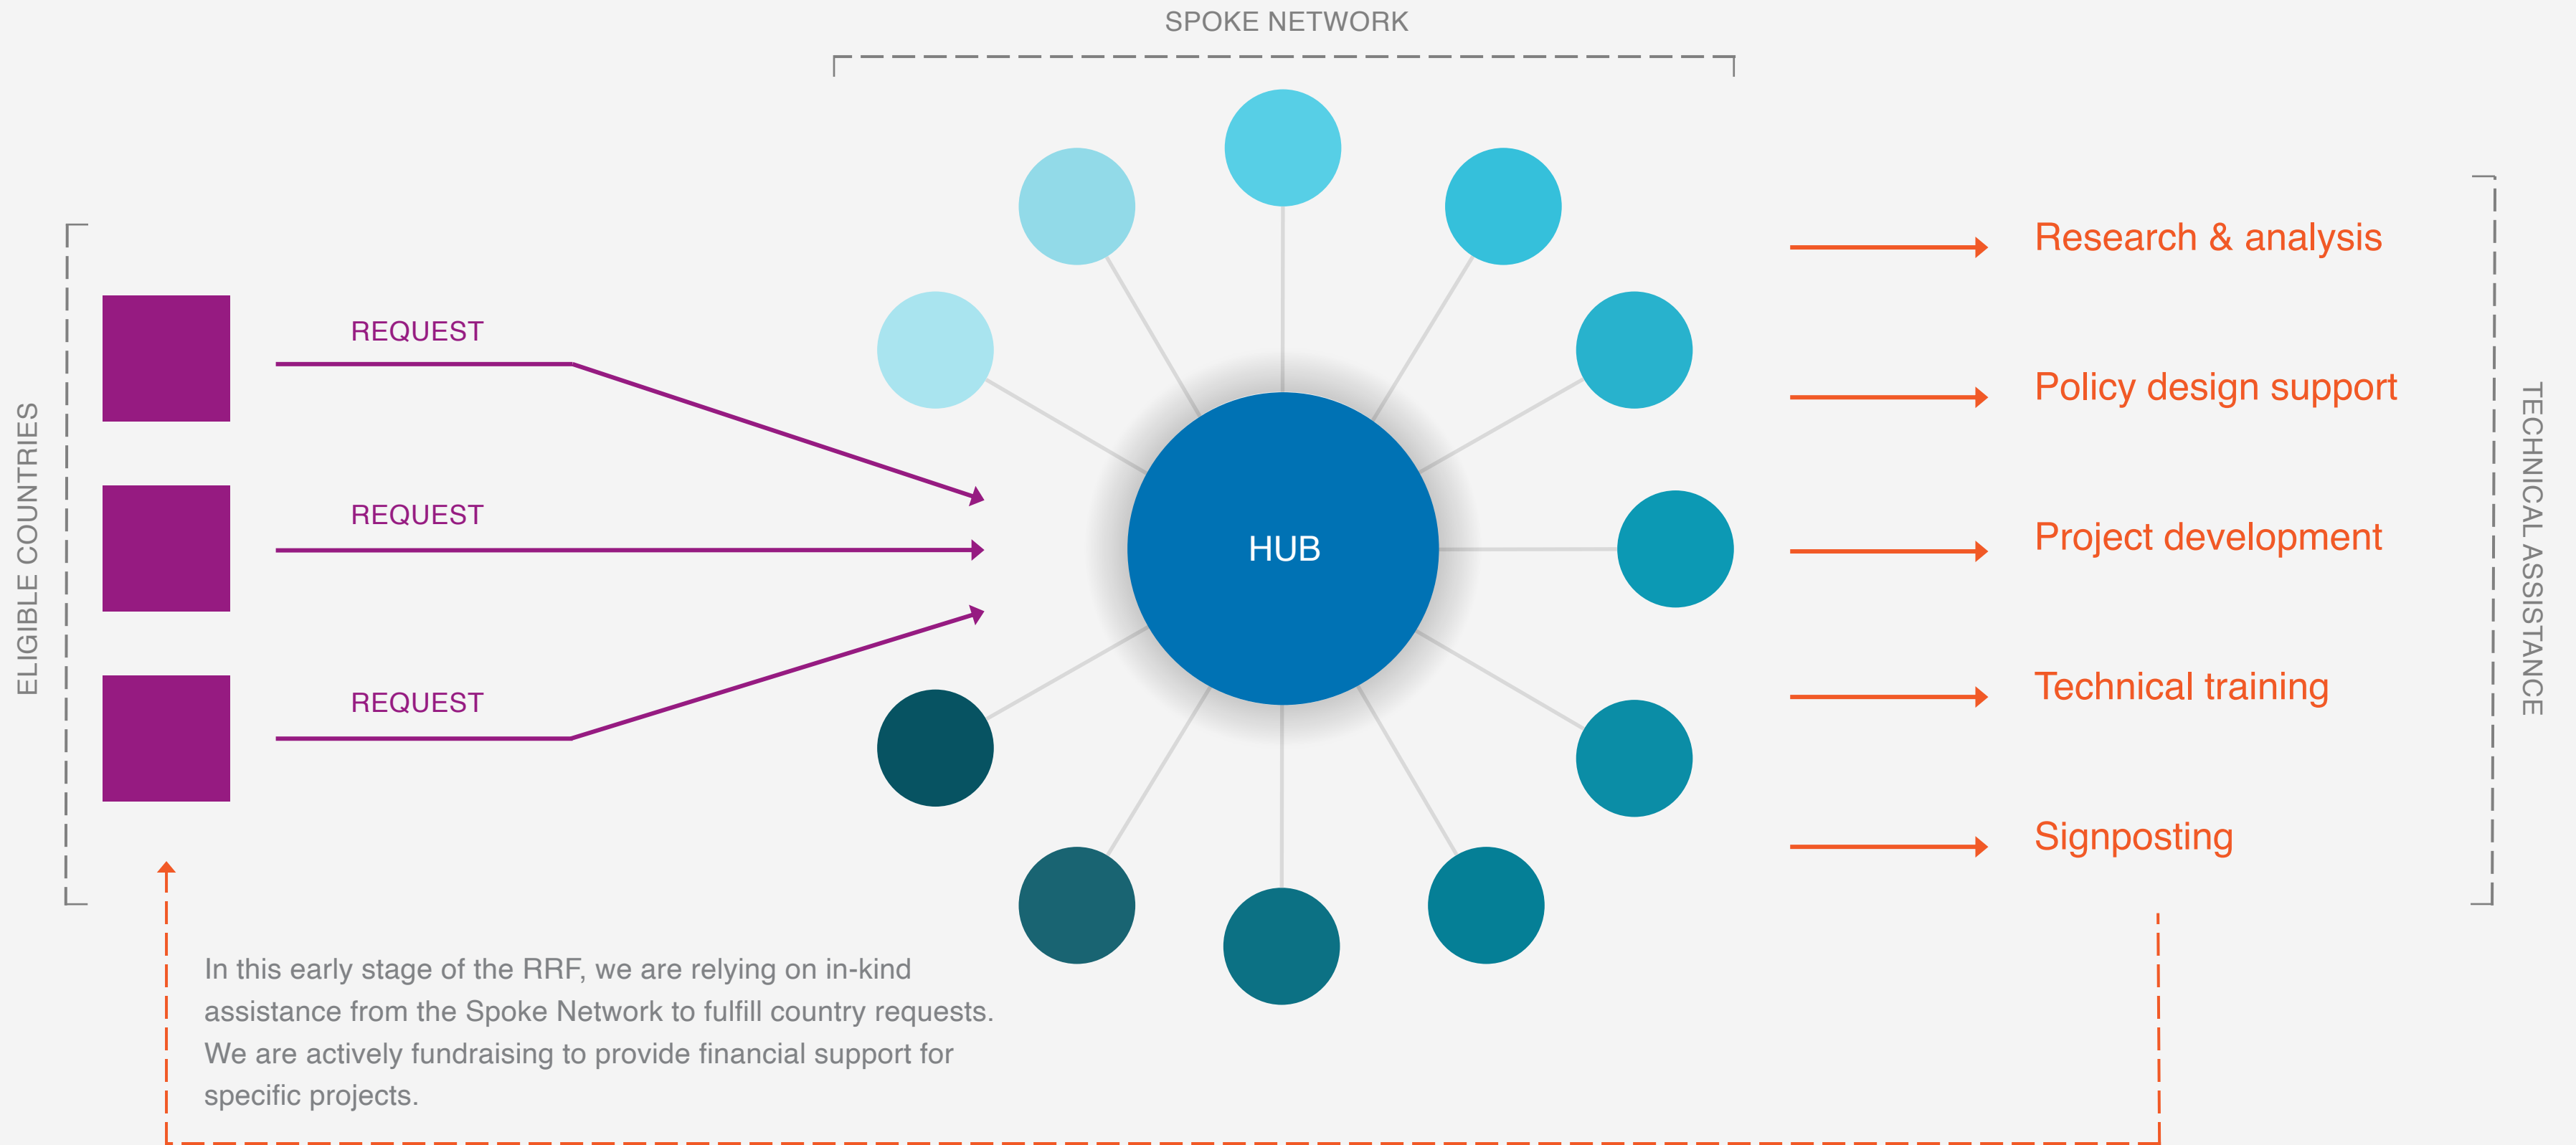 SPOKE NETWORK
ELIGIBLE COUNTRIES
REQUEST
REQUEST
REQUEST
HUB
Research & analysis
Policy design support
Project development
Technical training
Signposting
TECHNICAL ASSISTANCE
In this early stage of the RRF, we are relying on in-kind
assistance from the Spoke Network to fulfill country requests.
We are actively fundraising to provide financial support for
specific projects.